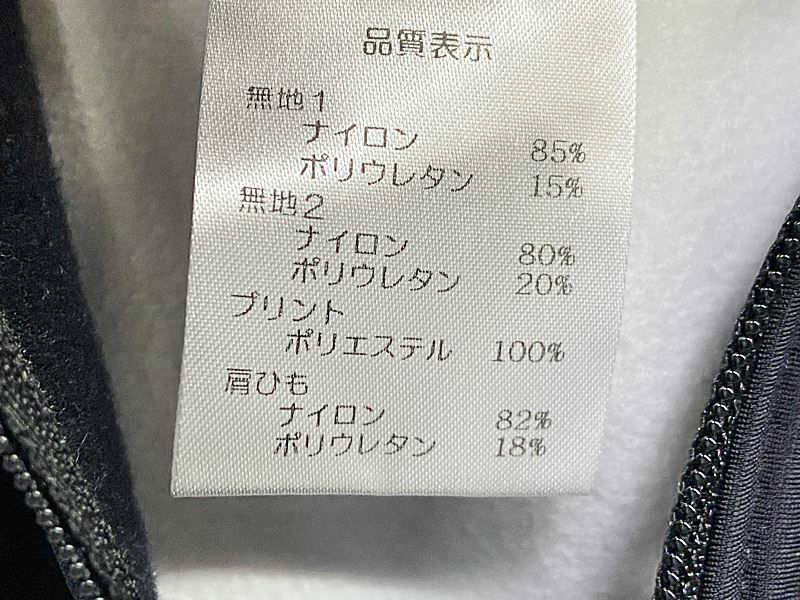 品質表示
無地1
ナイロン 85%
ポリウレタン 15%
無地2
ナイロン 80%
ポリウレタン 20%
プリント
ポリエステル 100%
肩ひも
ナイロン 82%
ポリウレタン 18%